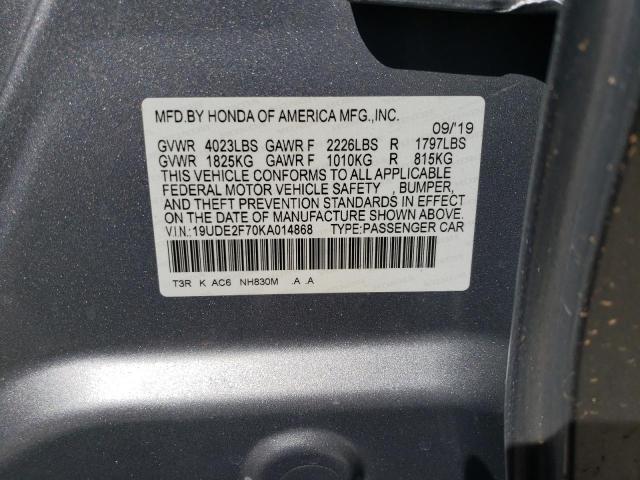 MFD.BY HONDA OF AMERICA MFG.,INC.
09/'19
GVWR 4023LBS GAWR F 2226LBS R 1797LBS
GVWR 1825KG GAWR F 1010KG R 815KG
THIS VEHICLE CONFORMS TO ALL APPLICABLE
FEDERAL MOTOR VEHICLE SAFETY , BUMPER,
AND THEFT PREVENTION STANDARDS IN EFFECT
ON THE DATE OF MANUFACTURE SHOWN ABOVE.
VIN:19UDE2F70KA014868 TYPE:PASSENGER CAR
T3R K AC6 NH830M .A .A